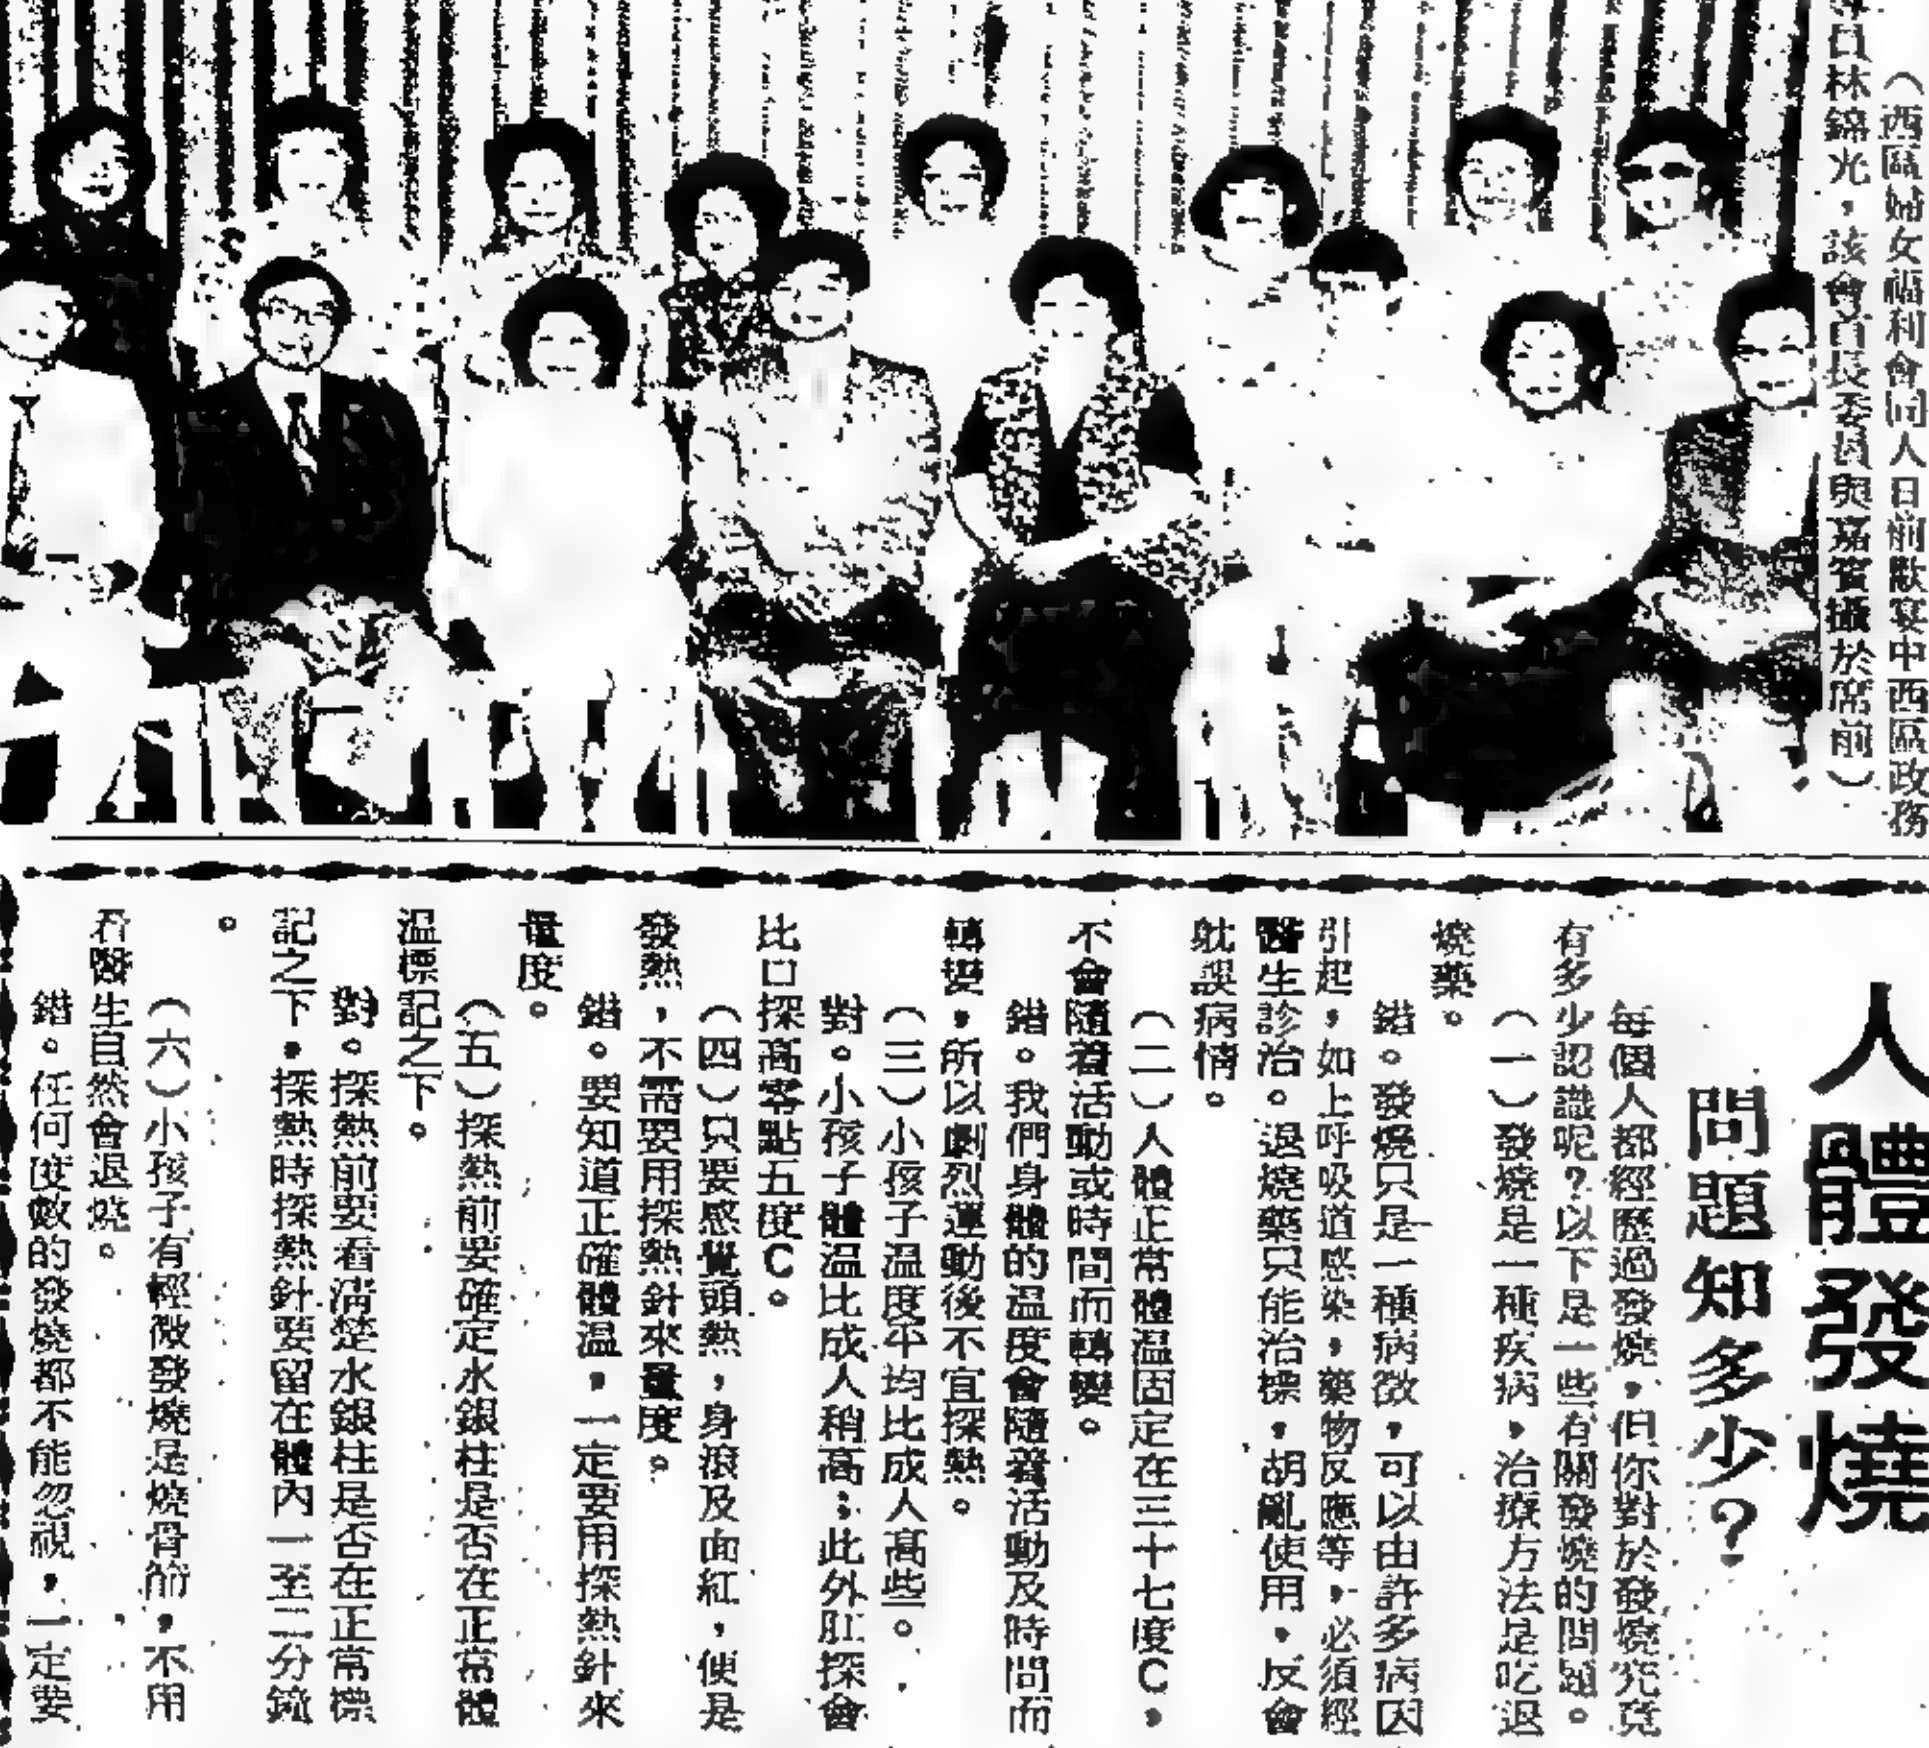 （西區婦女福利會同人日前歡宴中西區政務
林錦光，該會首長委員與嘉賓攝於席前）
人體發燒
問題知多少？
每個人都經歷過發燒，但你對於發燒究竟
有多少認識呢？以下是一些有關發燒的問題。
（一）發燒是一種疾病，治療方法是吃退
燒藥。
錯。發燒只是一種病徵，可以由許多病因
引起，如上呼吸道感染，藥物反應等，必須經
醫生診治。退燒藥只能治標，胡亂使用，反會
躭誤病情。
（二）人體正常體溫固定在三十七度C，
不會隨着活動或時間而轉變。
錯。我們身體的温度會隨着活動及時間而
轉變，所以劇烈運動後不宜探熱。
（三）小孩子温度平均比成人高些。
對。小孩子體温比成人稍高；此外肛探會
比口探高零點五度C。
（四）只要感覺頭熱，身滾及面紅，便是
發熱，不需要用探熱針來量度。
錯。要知道正確體温，一定要用探熱針來
量度。
（五）探熱前要確定水銀柱是否在正常體
温標記之下。
對。探熱前要看清楚水銀柱是否在正常標
記之下，探熱時探熱針要留在體內一至二分鐘
。
（六）小孩子有輕微發燒是燒骨節，不用
看醫生自然會退燒。
錯。任何度數的發燒都不能忽視，一定要